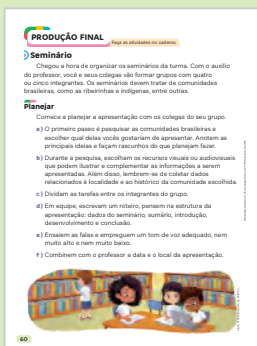 PRODUÇÃO FINAL
Faça as atividades no caderno.
Seminário
Chegou a hora de organizar os seminários da turma. Com o auxílio
do professor, você e seus colegas vão formar grupos com quatro
ou cinco integrantes. Os seminários devem tratar de comunidades
brasileiras, como as ribeirinhas e indígenas, entre outras.
Planejar
Comece a planejar a apresentação com os colegas do seu grupo.
a) O primeiro passo é pesquisar as comunidades brasileiras e
escolher qual delas vocês gostariam de apresentar. Anotem as
principais ideias e façam rascunhos do que planejam fazer.
b) Durante a pesquisa, escolham os recursos visuais ou audiovisuais
que podem ilustrar e complementar as informações a serem
apresentadas. Além disso, lembrem-se de coletar dados
relacionados à localidade e ao histórico da comunidade escolhida.
c) Dividam as tarefas entre os integrantes do grupo.
d) Em equipe, escrevam um roteiro, pensem na estrutura da
apresentação: dados do seminário, sumário, introdução,
desenvolvimento e conclusão.
e) Ensaiem as falas e empreguem um tom de voz adequado, nem
muito alto e nem muito baixo.
f) Combinem com o professor a data e o local da apresentação.
60